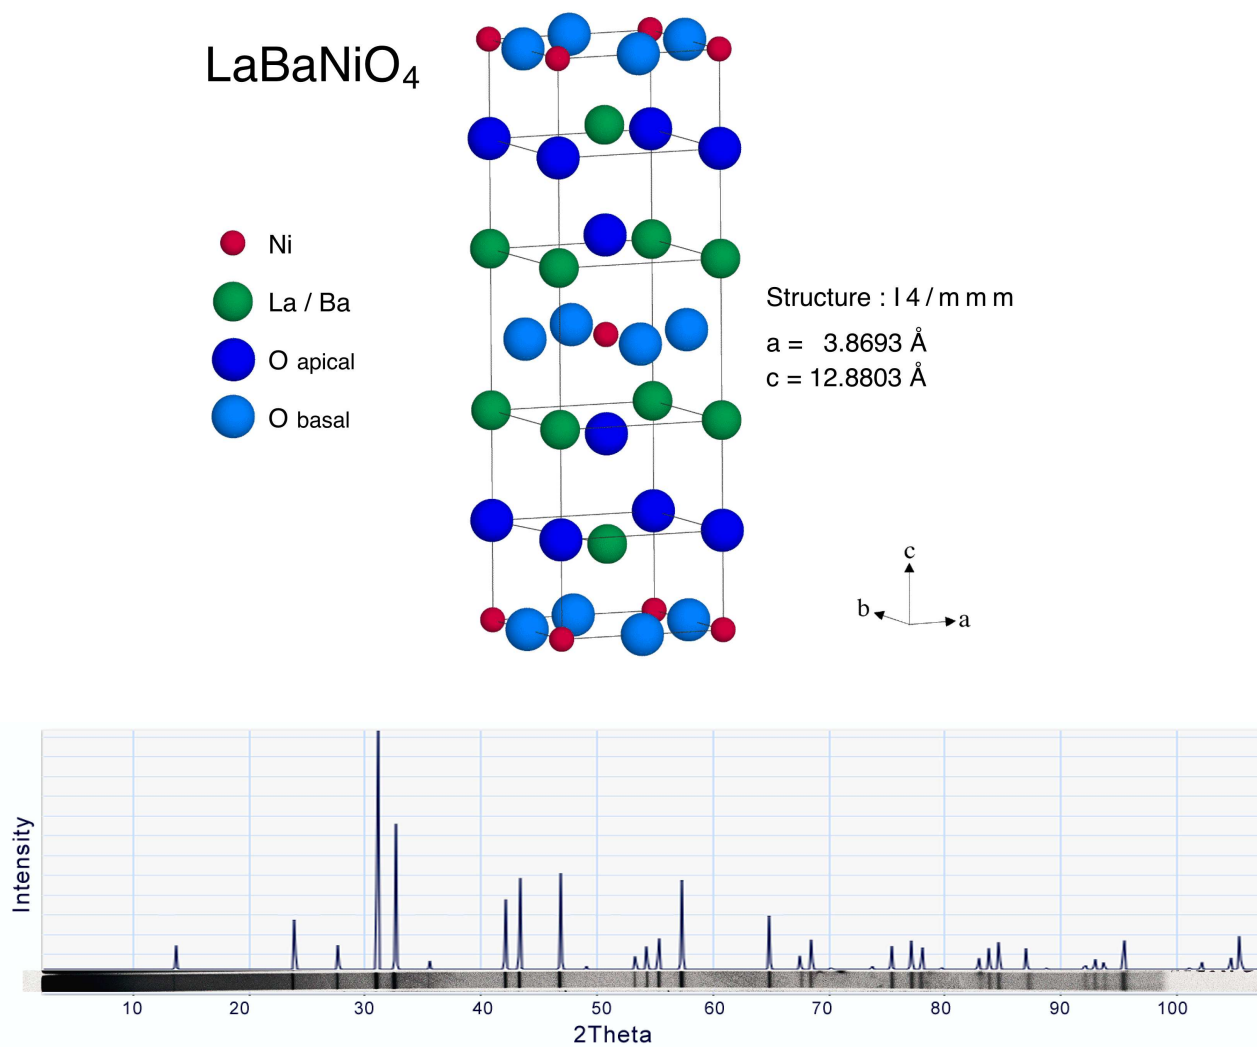 LaBaNiO₄
Ni
La / Ba
O apical
O basal
Structure : I 4 / m m m
a = 3.8693 Å
c = 12.8803 Å
c
b
a
Intensity
10 20 30 40 50 60 70 80 90 100
2Theta